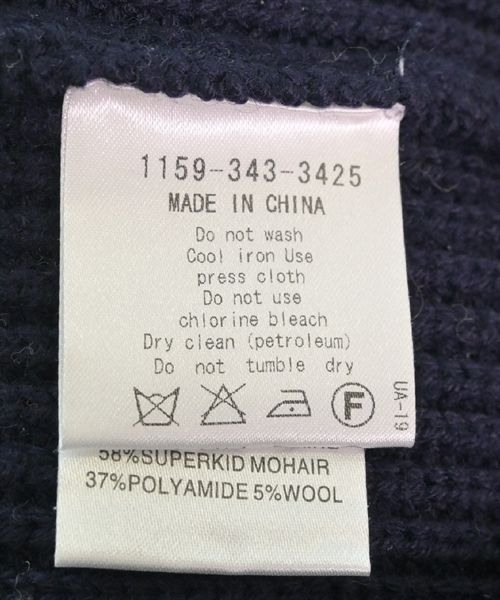 1159-343-3425
MADE IN CHINA
Do not wash
Cool iron Use
press cloth
Do not use
chlorine bleach
Dry clean (petroleum)
Do not tumble dry
F
UA-19
58%SUPERKID MOHAIR
37%POLYAMIDE 5%WOOL